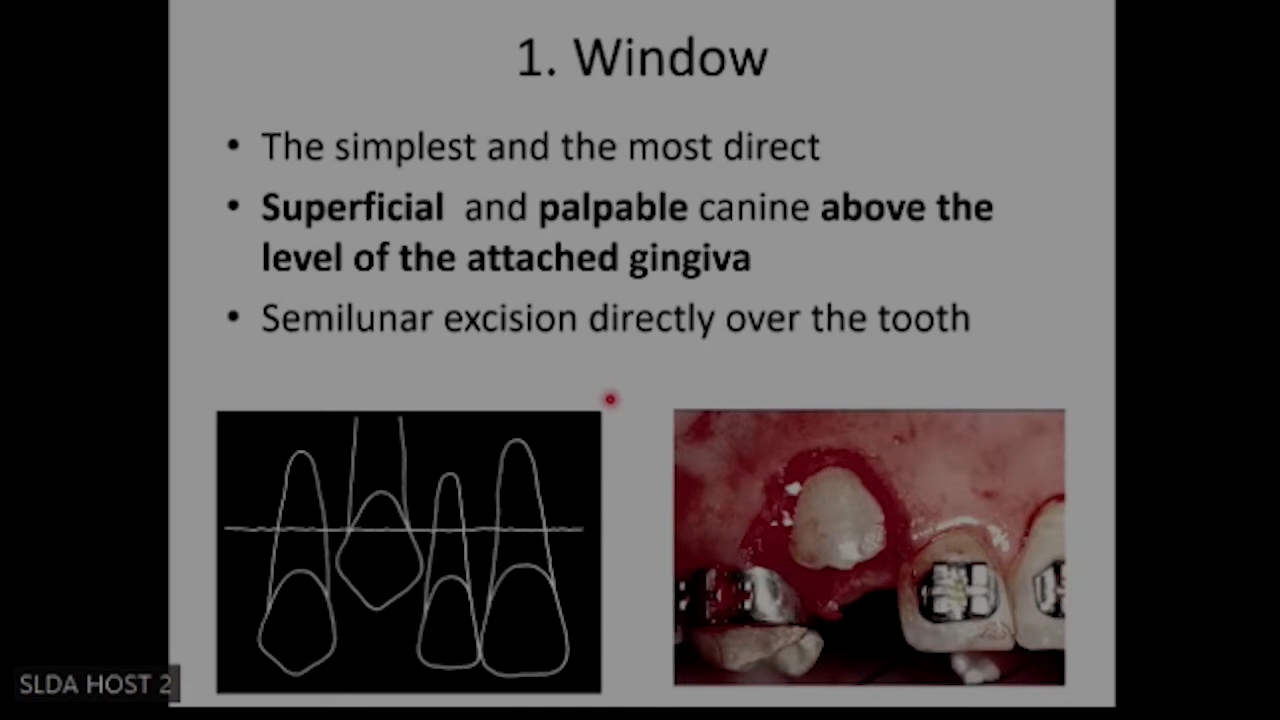 1. Window
• The simplest and the most direct
• Superficial and palpable canine above the
level of the attached gingiva
• Semilunar excision directly over the tooth
SLDA HOST 2